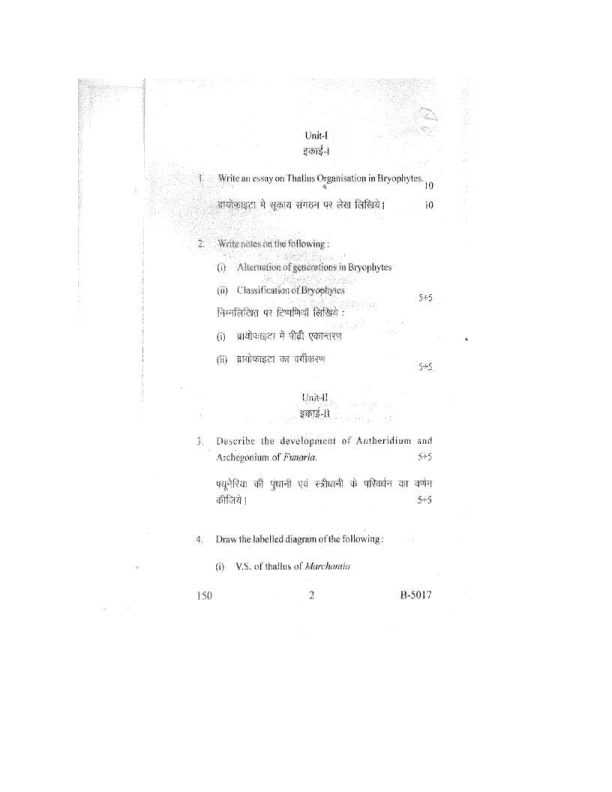 Unit-I
इकाई-I
1. Write an essay on Thallus Organisation in Bryophytes. 10
ब्रायोफाइटा मे सूकाय संगठन पर लेख लिखिये। 10
2. Write notes on the following :
(i) Alternation of generations in Bryophytes
(ii) Classification of Bryophytes 5+5
निम्नलिखित पर टिप्पणियाँ लिखिये :
(i) ब्रायोफाइटा में पीढ़ी एकान्तरण
(ii) ब्रायोफाइटा का वर्गीकरण 5+5
Unit-II
इकाई-II
3. Describe the development of Antheridium and
Archegonium of Funaria. 5+5
फ्यूनेरिया की पुंधानी एवं स्त्रीधानी के परिवर्धन का वर्णन
कीजिये। 5+5
4. Draw the labelled diagram of the following :
(i) V.S. of thallus of Marchantia
150 2 B-5017